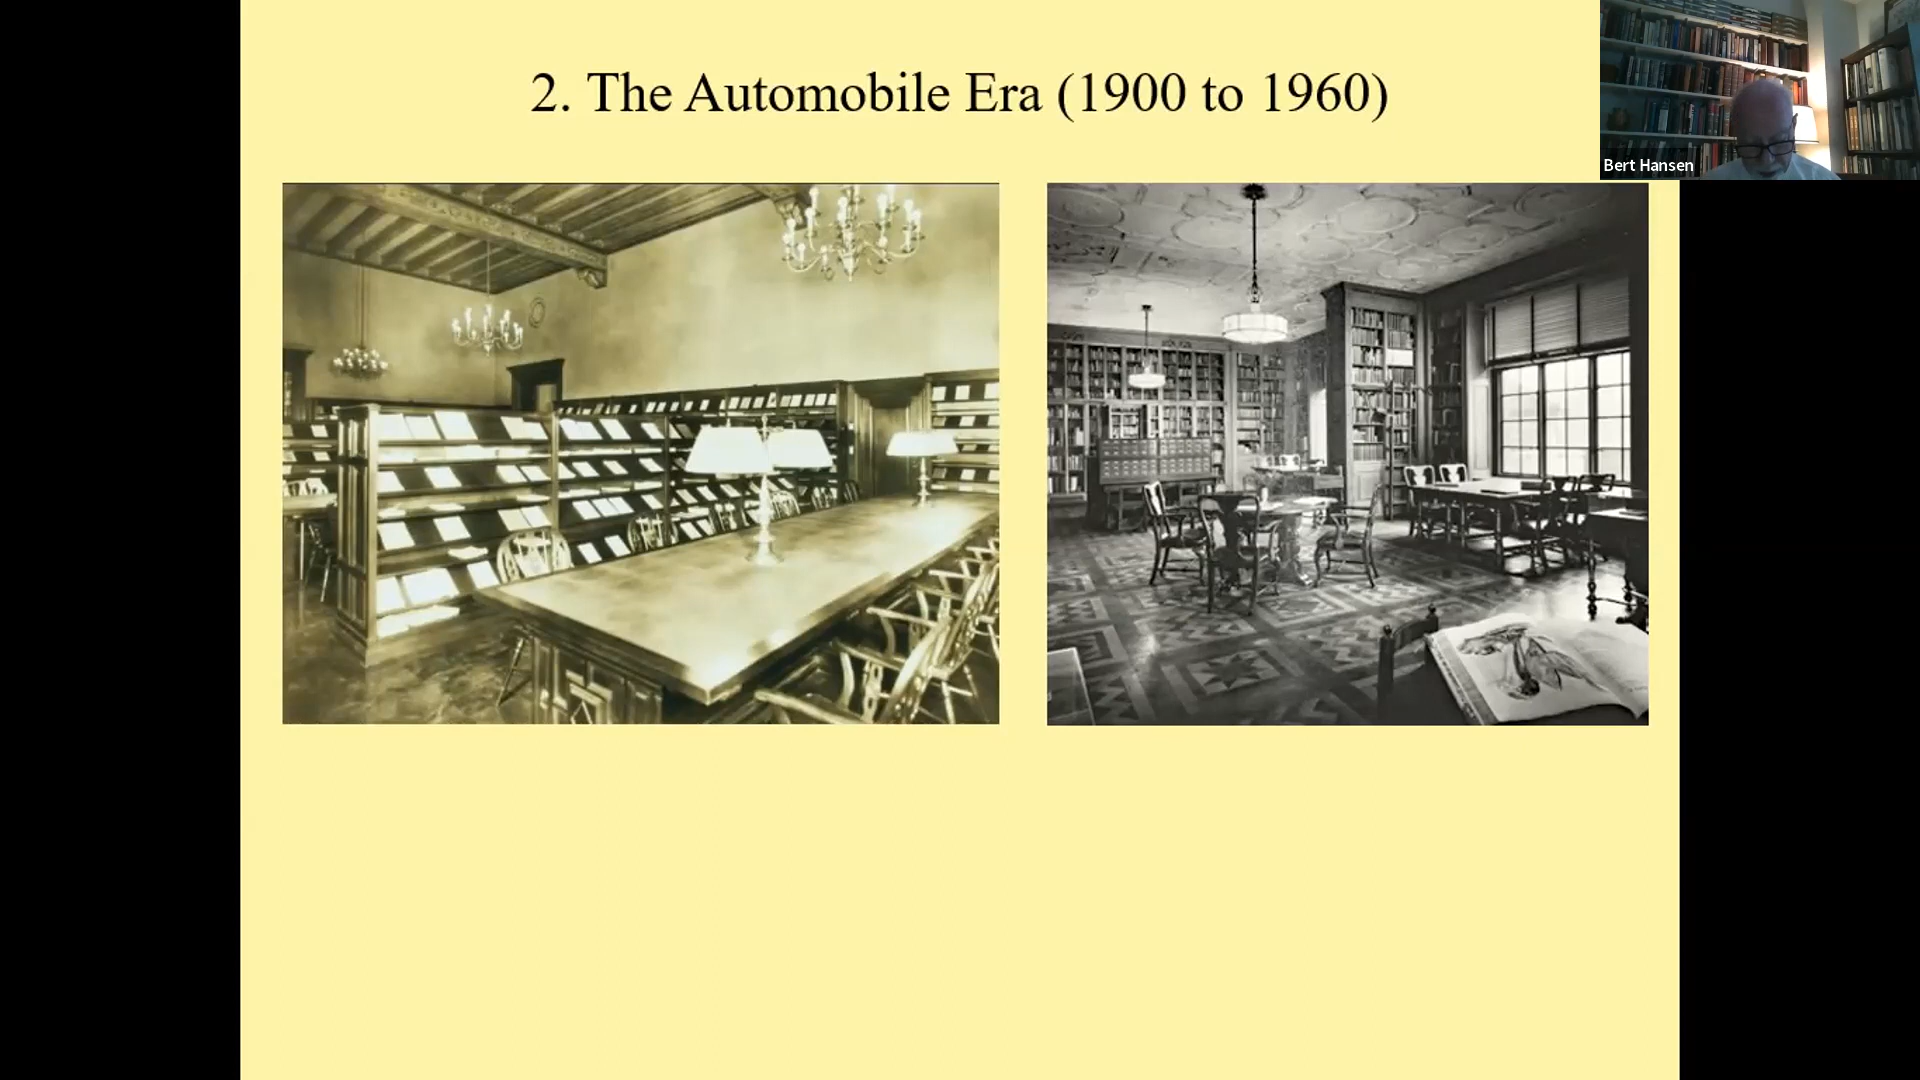 2. The Automobile Era (1900 to 1960)
Bert Hansen